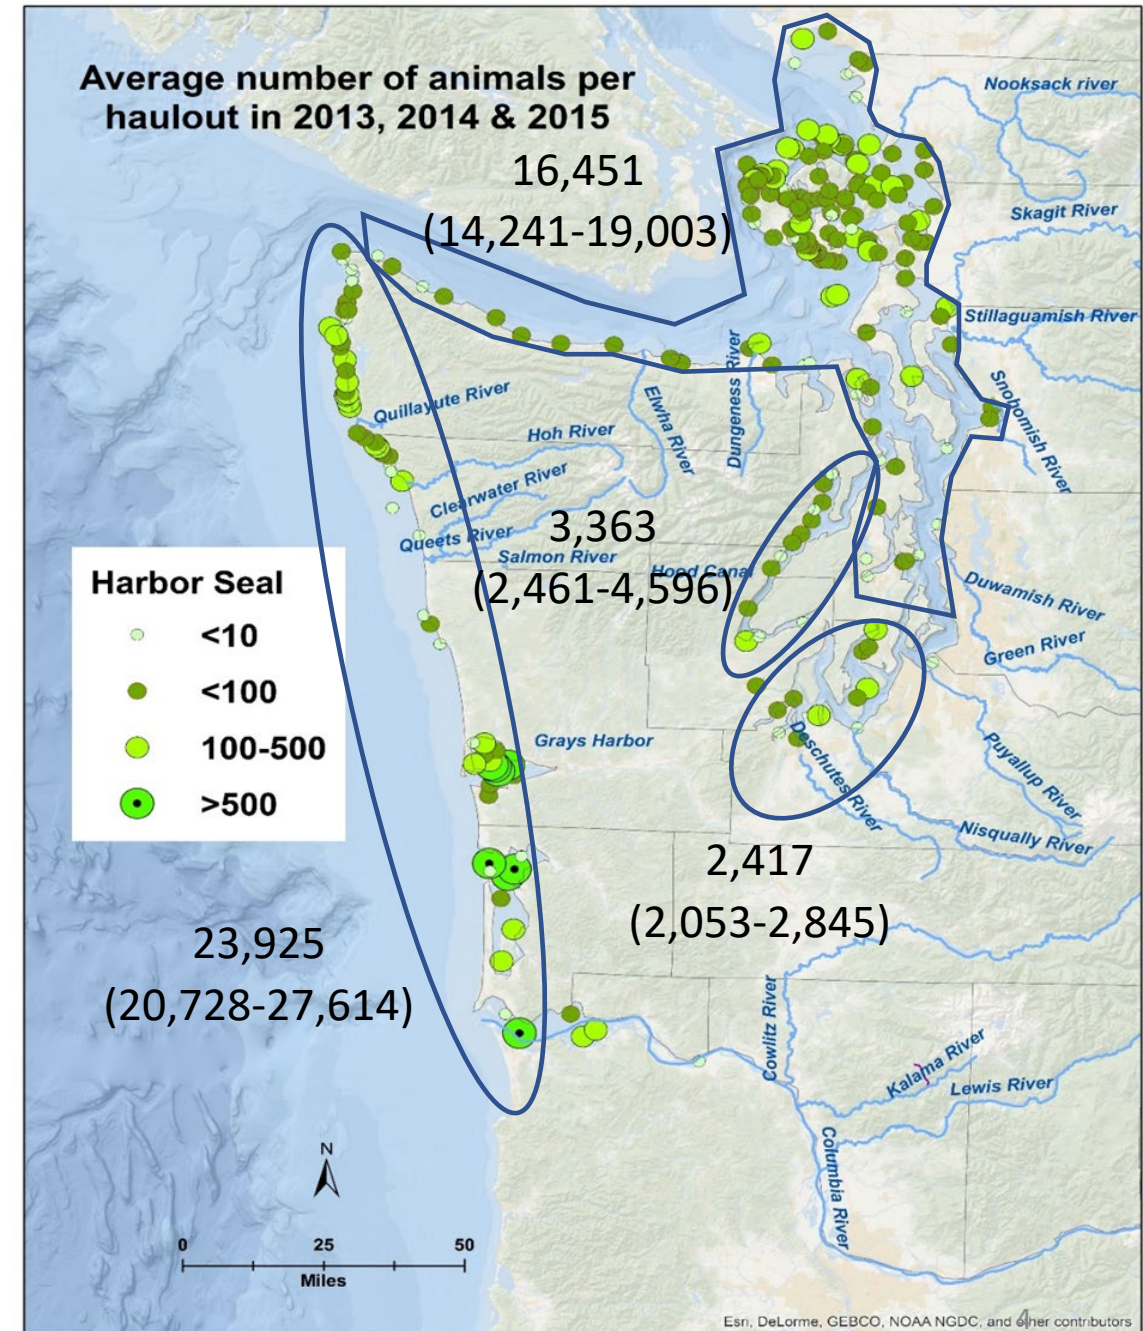 Average number of animals per
haulout in 2013, 2014 & 2015
16,451
(14,241-19,003)
Nooksack river
Skagit River
Stillaguamish River
Snohomish River
Quillayute River
Hoh River
Clearwater River
Queets River
Salmon River
Elwha River
Dungeness River
3,363
(2,461-4,596)
Hood Canal
Duwamish River
Green River
Harbor Seal
<10
<100
100-500
>500
Grays Harbor
Deschutes River
Puyallup River
Nisqually River
2,417
(2,053-2,845)
23,925
(20,728-27,614)
Cowlitz River
Kalama River
Lewis River
Columbia River
N
0 25 50
Miles
Esri, DeLorme, GEBCO, NOAA NGDC, and other contributors
4